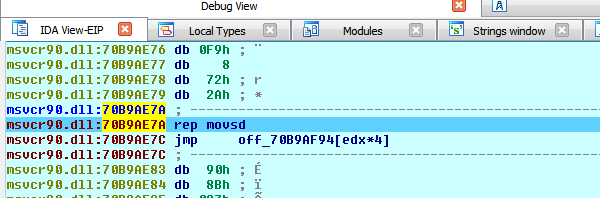 Debug View
IDA View-EIP Local Types Modules 's' Strings window
msvcr90.dll:70B9AE76 db 0F9h ; ¨
msvcr90.dll:70B9AE77 db 8
msvcr90.dll:70B9AE78 db 72h ; r
msvcr90.dll:70B9AE79 db 2Ah ; *
msvcr90.dll:70B9AE7A ; ----------------------------------------
msvcr90.dll:70B9AE7A rep movsd
msvcr90.dll:70B9AE7C jmp off_70B9AF94[edx*4]
msvcr90.dll:70B9AE7C ; ----------------------------------------
msvcr90.dll:70B9AE83 db 90h ; É
msvcr90.dll:70B9AE84 db 8Bh ; ï